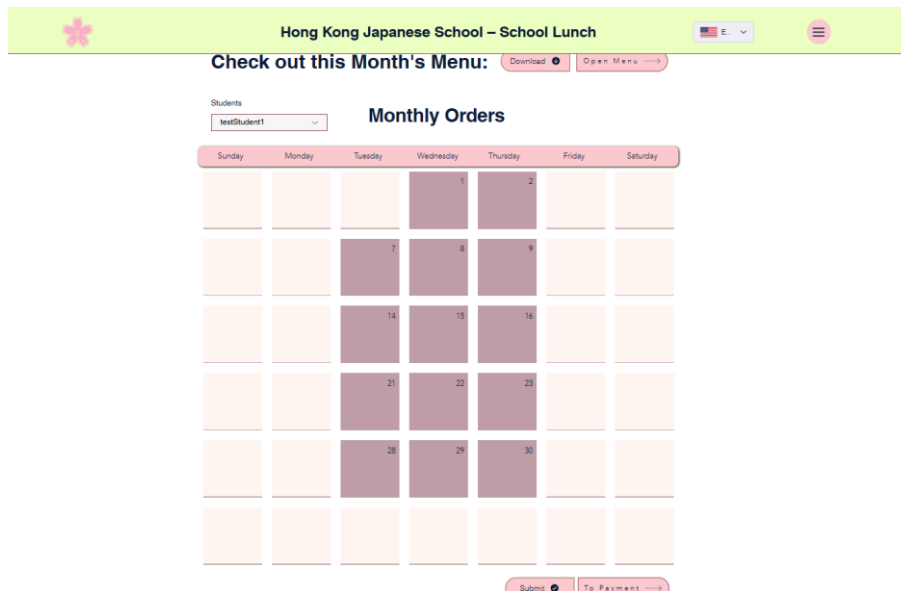 Hong Kong Japanese School – School Lunch
E..
Check out this Month's Menu:
Download
Open Menu
Students
testStudent1
Monthly Orders
Sunday Monday Tuesday Wednesday Thursday Friday Saturday
1 2
7 8 9
14 15 16
21 22 23
28 29 30
Submit
To Payment